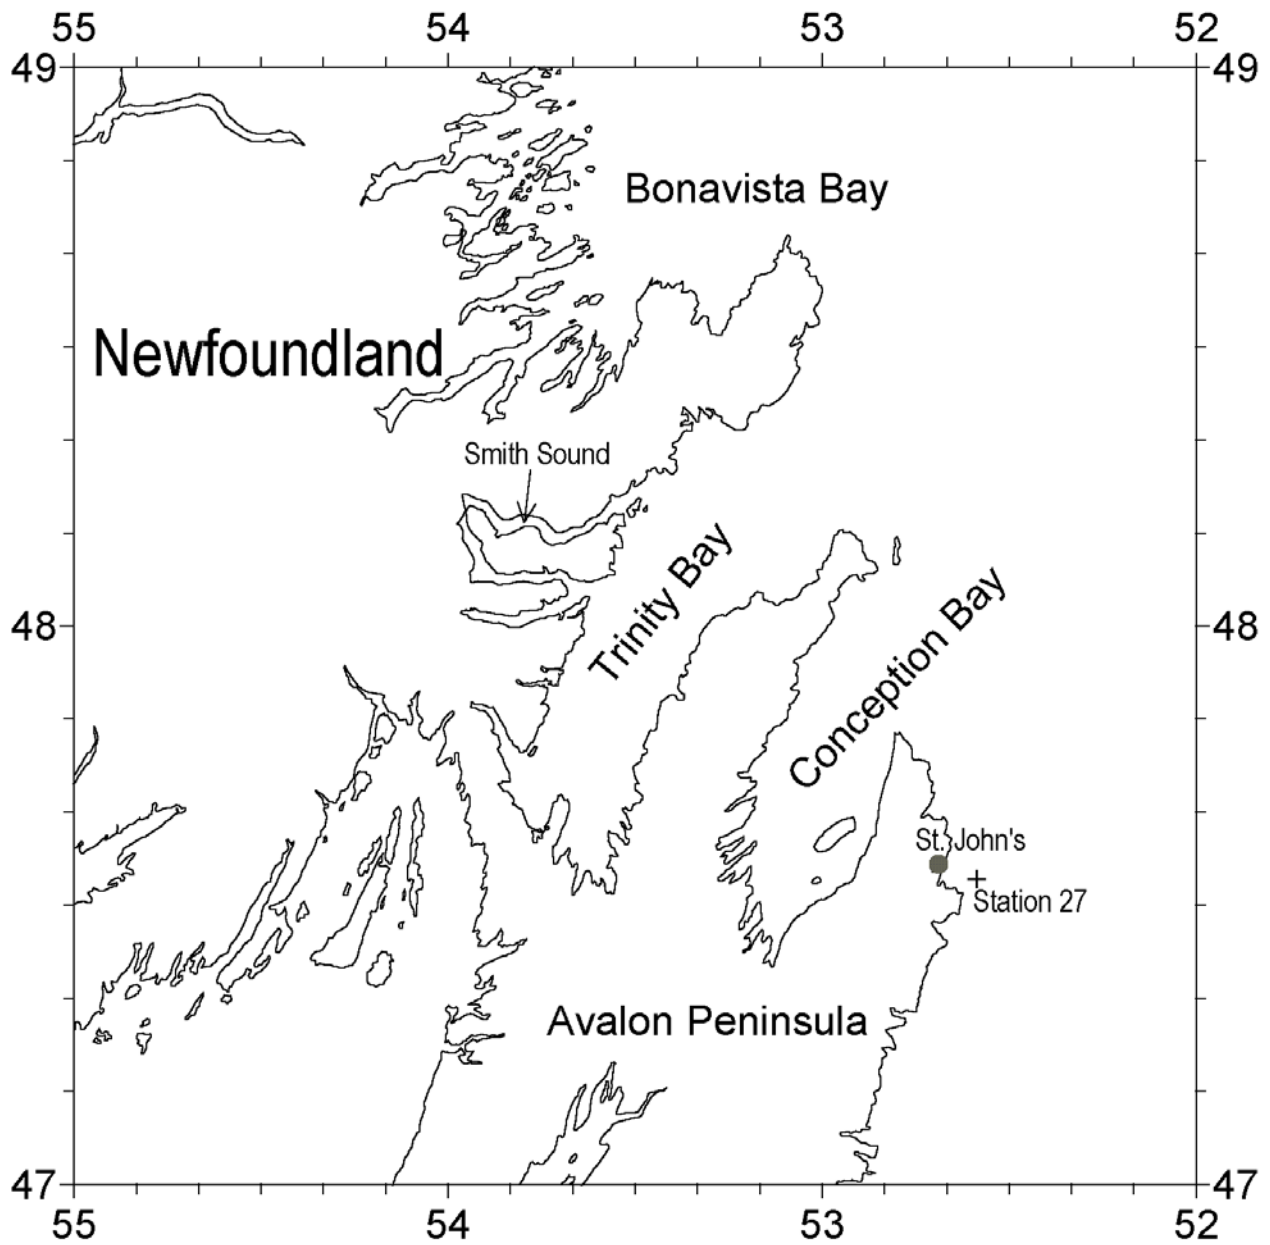 55 54 53 52
49 49
Bonavista Bay
Newfoundland
Smith Sound
Trinity Bay
Conception Bay
48 48
St. John's
Station 27
Avalon Peninsula
47 47
55 54 53 52